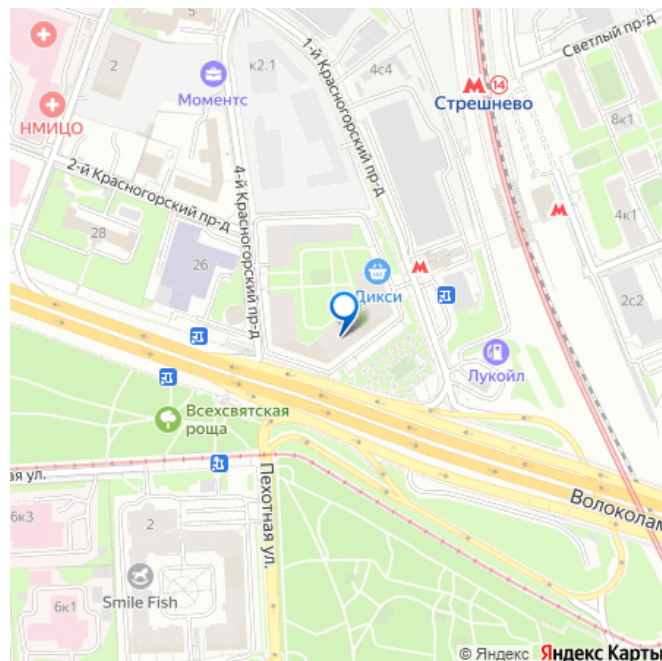 1-й Красногорский пр-д
Светлый пр-д
2
к2.1
4с4
Моментс
М 14
Стрешнево
8к1
НМИЦО
2-й Красногорский пр-д
4-й Красногорский пр-д
28
26
М
4к1
М
Дикси
2с2
Лукойл
Всехсвятская
роща
ая ул.
Пехотная ул.
Волоколам
6к3
2
Smile Fish
6к1
© Яндекс Яндекс Карты